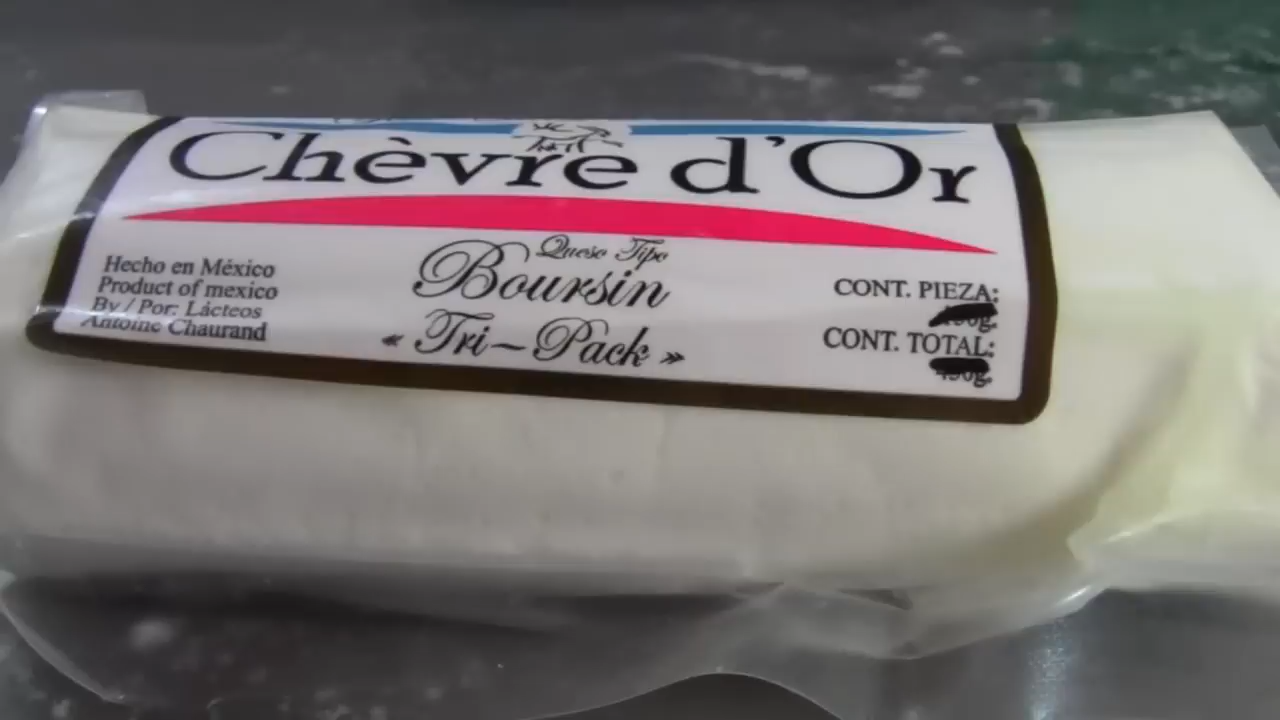 Chèvre d'Or
Queso Tipo
Boursin
« Tri-Pack »
Hecho en México
Product of mexico
By / Por: Lácteos
Antoine Chaurand
CONT. PIEZA:
CONT. TOTAL: